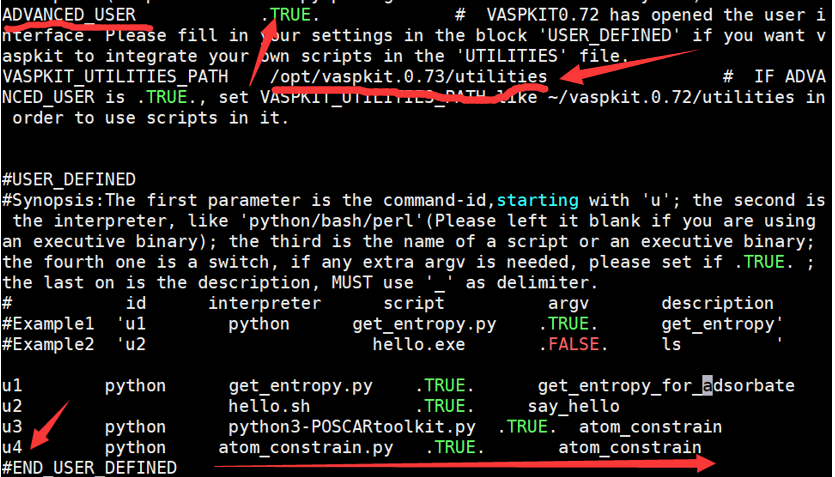 ADVANCED_USER .TRUE. # VASPKIT0.72 has opened the user i
nterface. Please fill in your settings in the block 'USER_DEFINED' if you want v
aspkit to integrate your own scripts in the 'UTILITIES' file.
VASPKIT_UTILITIES_PATH /opt/vaspkit.0.73/utilities # IF ADVA
NCED_USER is .TRUE., set VASPKIT_UTILITIES_PATH like ~/vaspkit.0.72/utilities in
order to use scripts in it.
#USER_DEFINED
#Synopsis:The first parameter is the command-id,starting with 'u'; the second is
the interpreter, like 'python/bash/perl'(Please left it blank if you are using
an executive binary); the third is the name of a script or an executive binary;
the fourth one is a switch, if any extra argv is needed, please set if .TRUE. ;
the last on is the description, MUST use '_' as delimiter.
# id interpreter script argv description
#Example1 'u1 python get_entropy.py .TRUE. get_entropy'
#Example2 'u2 hello.exe .FALSE. ls '
u1 python get_entropy.py .TRUE. get_entropy_for_adsorbate
u2 hello.sh .TRUE. say_hello
u3 python python3-POSCARtoolkit.py .TRUE. atom_constrain
u4 python atom_constrain.py .TRUE. atom_constrain
#END_USER_DEFINED